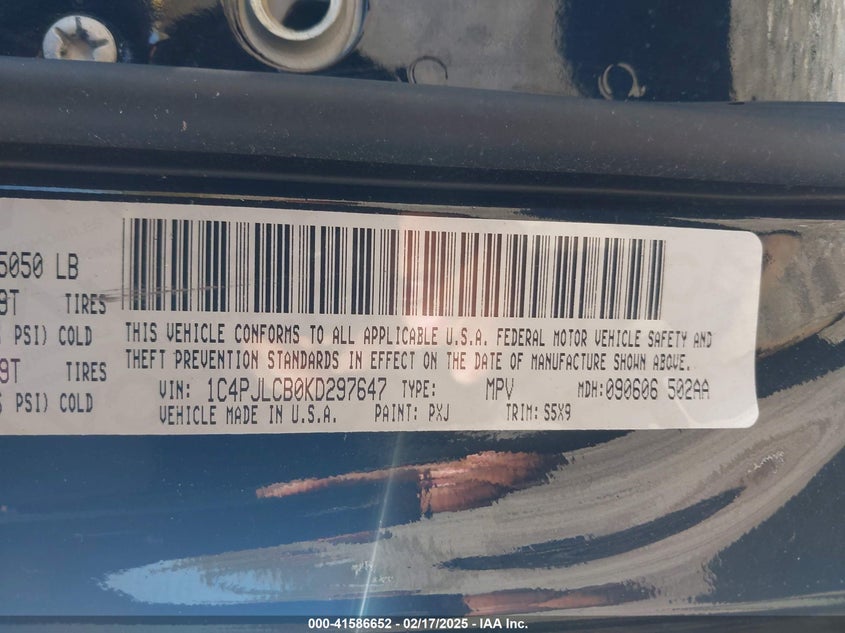 5050 LB
9T TIRES
PSI) COLD
9T TIRES
PSI) COLD
THIS VEHICLE CONFORMS TO ALL APPLICABLE U.S.A. FEDERAL MOTOR VEHICLE SAFETY AND
THEFT PREVENTION STANDARDS IN EFFECT ON THE DATE OF MANUFACTURE SHOWN ABOVE.
VIN: 1C4PJLCB0KD297647 TYPE: MPV MDH:090606 502AA
VEHICLE MADE IN U.S.A. PAINT: PXJ TRIM: S5X9
000-41586652 - 02/17/2025 - IAA Inc.